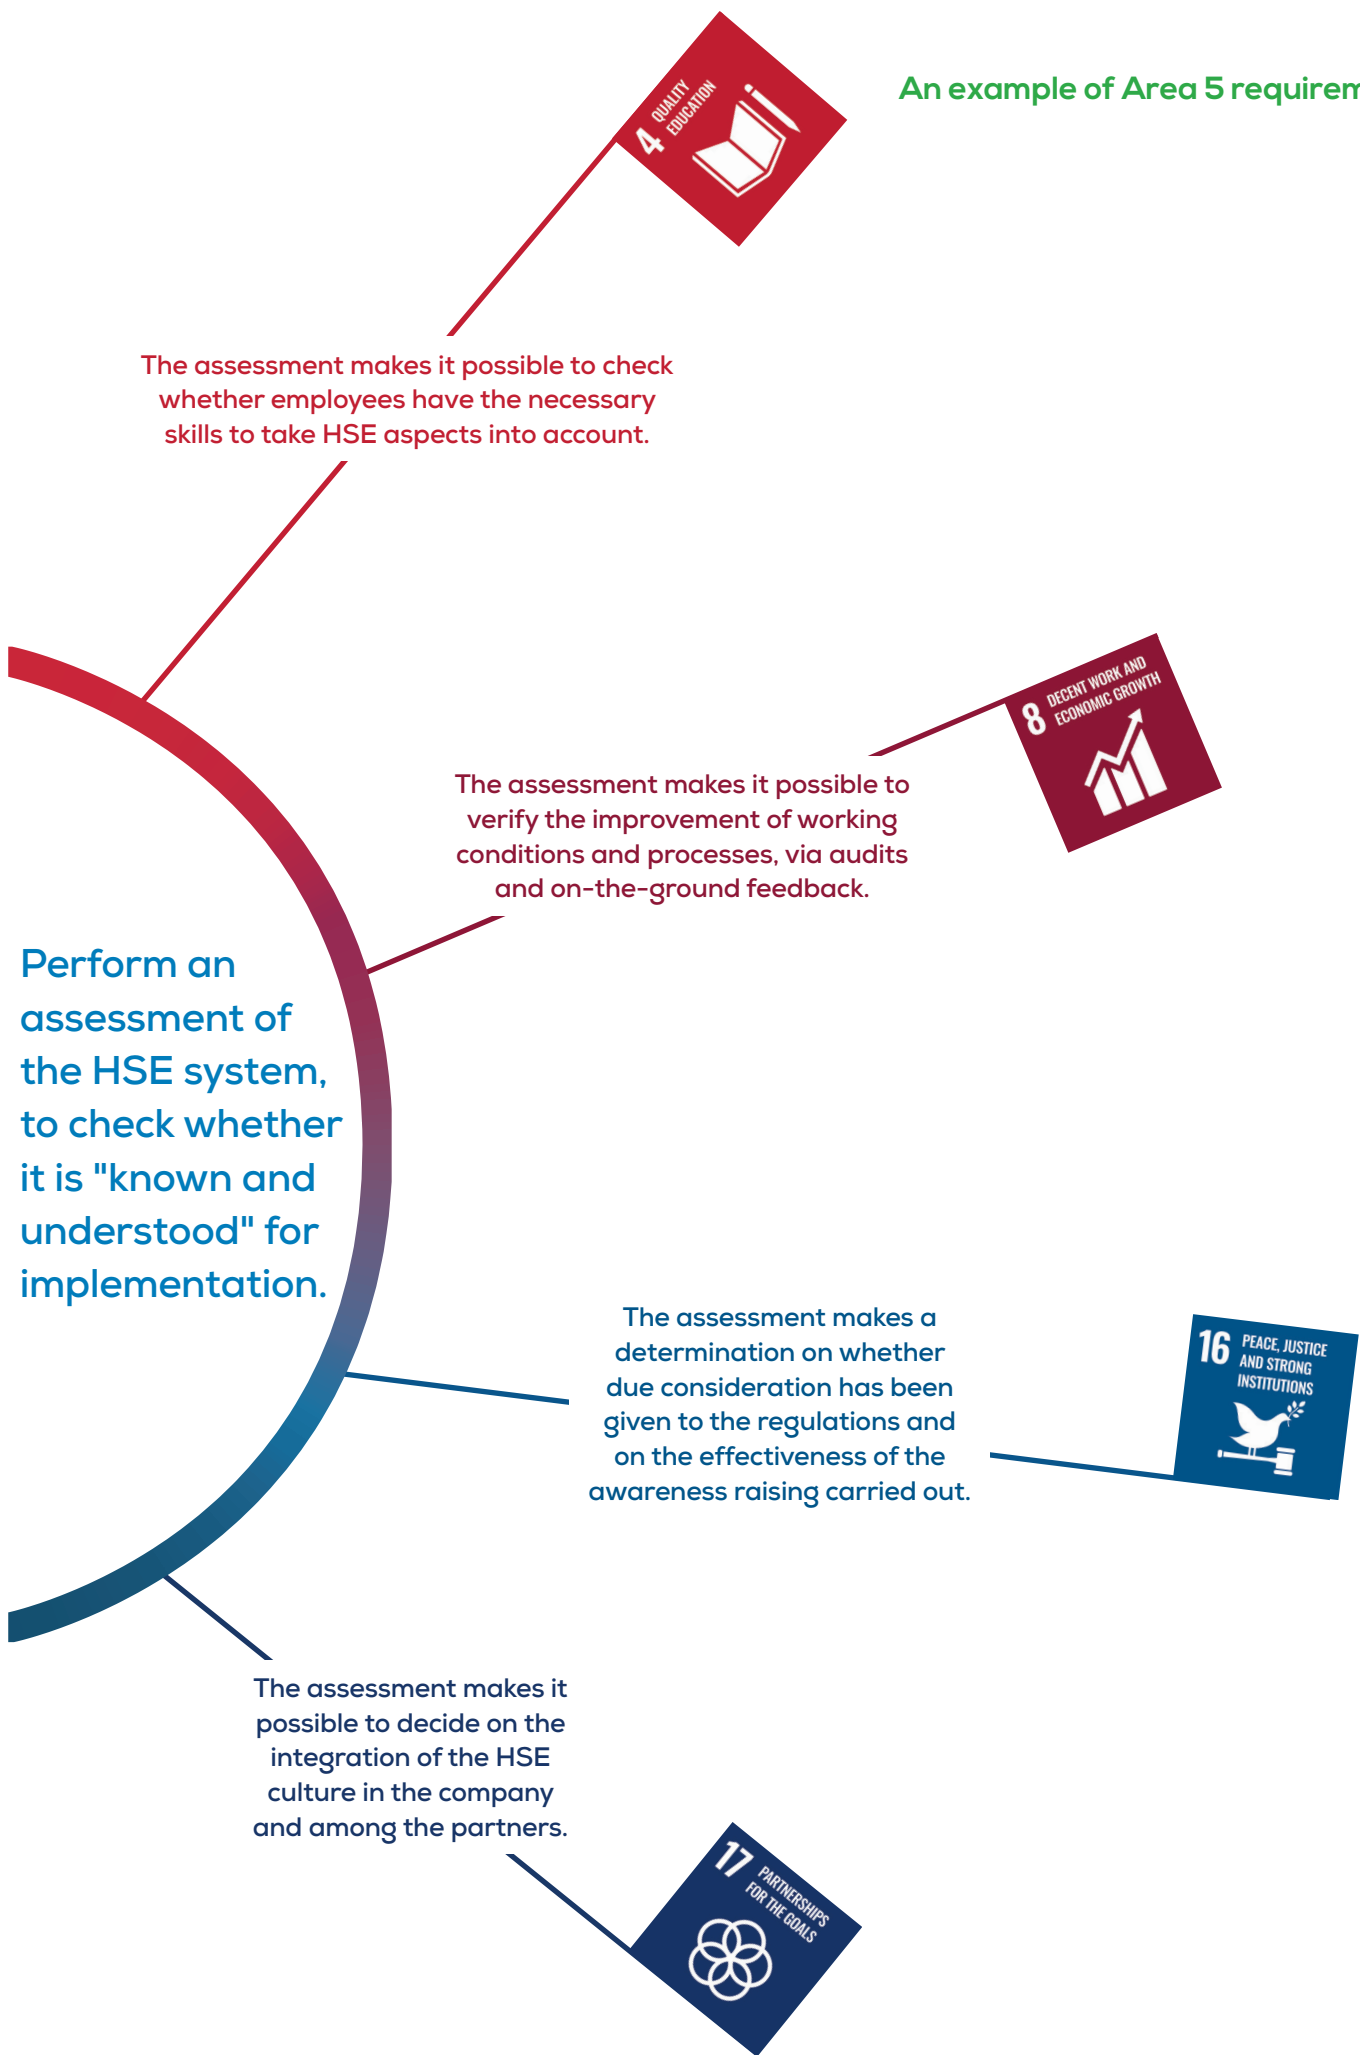 An example of Area 5 requirem
4 QUALITY
EDUCATION
The assessment makes it possible to check
whether employees have the necessary
skills to take HSE aspects into account.
8 DECENT WORK AND
ECONOMIC GROWTH
The assessment makes it possible to
verify the improvement of working
conditions and processes, via audits
and on-the-ground feedback.
Perform an
assessment of
the HSE system,
to check whether
it is "known and
understood" for
implementation.
The assessment makes a
determination on whether
due consideration has been
given to the regulations and
on the effectiveness of the
awareness raising carried out.
16 PEACE, JUSTICE
AND STRONG
INSTITUTIONS
The assessment makes it
possible to decide on the
integration of the HSE
culture in the company
and among the partners.
17 PARTNERSHIPS
FOR THE GOALS